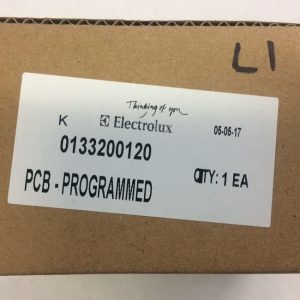 L1
Thinking of you
K Electrolux 05-05-17
0133200120
PCB - PROGRAMMED QTY: 1 EA